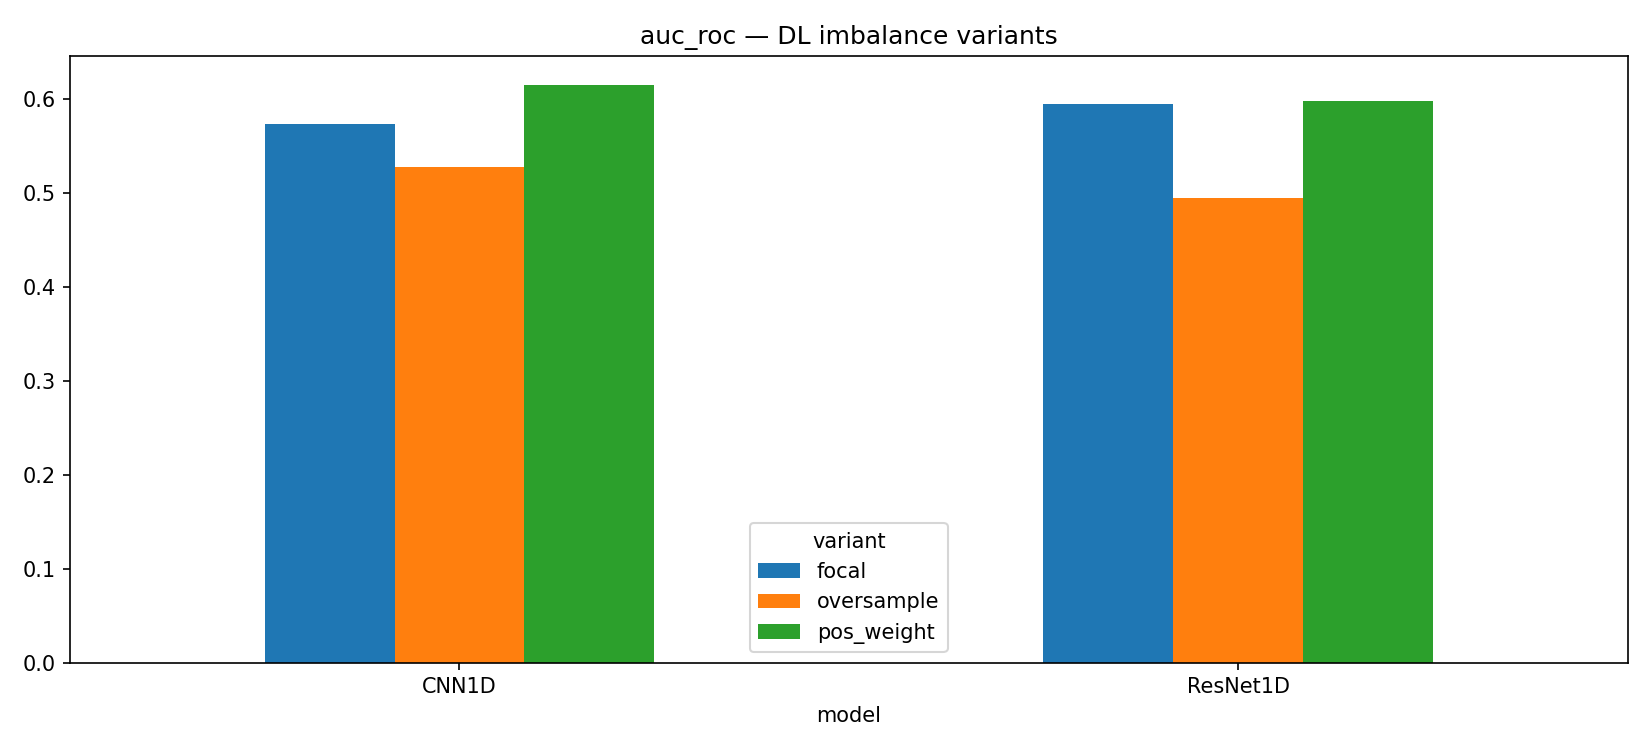 auc_roc — DL imbalance variants
0.6
0.5
0.4
0.3
0.2
0.1
0.0
variant
focal
oversample
pos_weight
CNN1D
ResNet1D
model